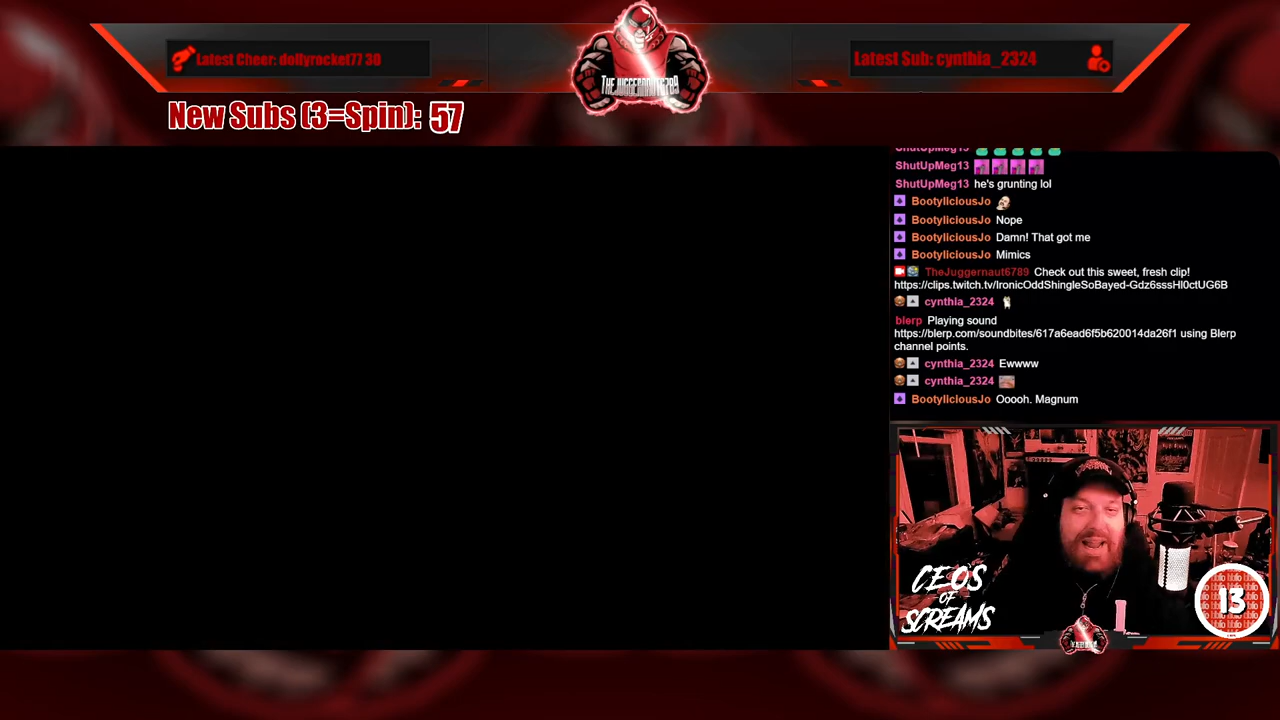 Latest Cheer: dollyrocket77 30
THEJUGGERNAUT6789
Latest Sub: cynthia_2324
New Subs (3=Spin): 57
ShutUpMeg13
ShutUpMeg13
ShutUpMeg13 he's grunting lol
BootyliciousJo
BootyliciousJo Nope
BootyliciousJo Damn! That got me
BootyliciousJo Mimics
TheJuggernaut6789 Check out this sweet, fresh clip!
https://clips.twitch.tv/IronicOddShingleSoBayed-Gdz6sssHl0ctUG6B
cynthia_2324
blerp Playing sound
https://blerp.com/soundbites/617a6ead6f5b620014da26f1 using Blerp
channel points.
cynthia_2324 Ewwww
cynthia_2324
BootyliciousJo Ooooh. Magnum
CEO'S
OF
SCREAMS
13